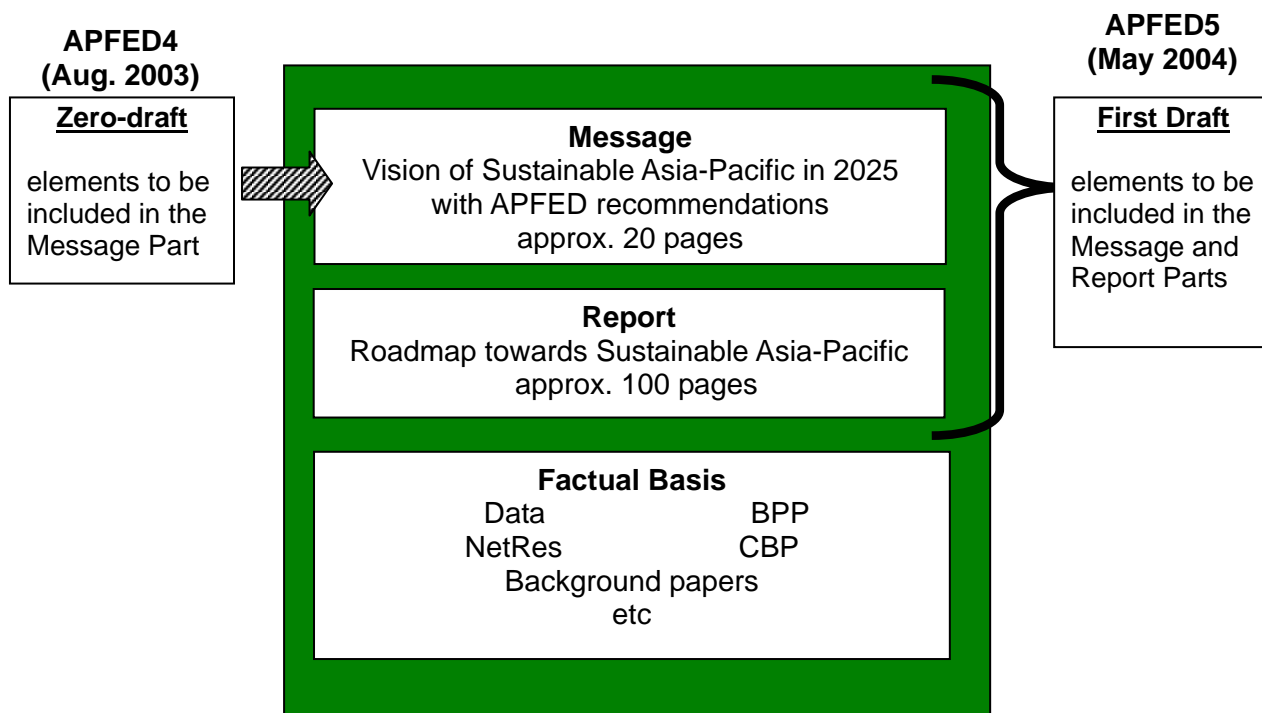 APFED4
(Aug. 2003)
Zero-draft
elements to be
included in the
Message Part
Message
Vision of Sustainable Asia-Pacific in 2025
with APFED recommendations
approx. 20 pages
Report
Roadmap towards Sustainable Asia-Pacific
approx. 100 pages
Factual Basis
Data BPP
NetRes CBP
Background papers
etc
APFED5
(May 2004)
First Draft
elements to be
included in the
Message and
Report Parts